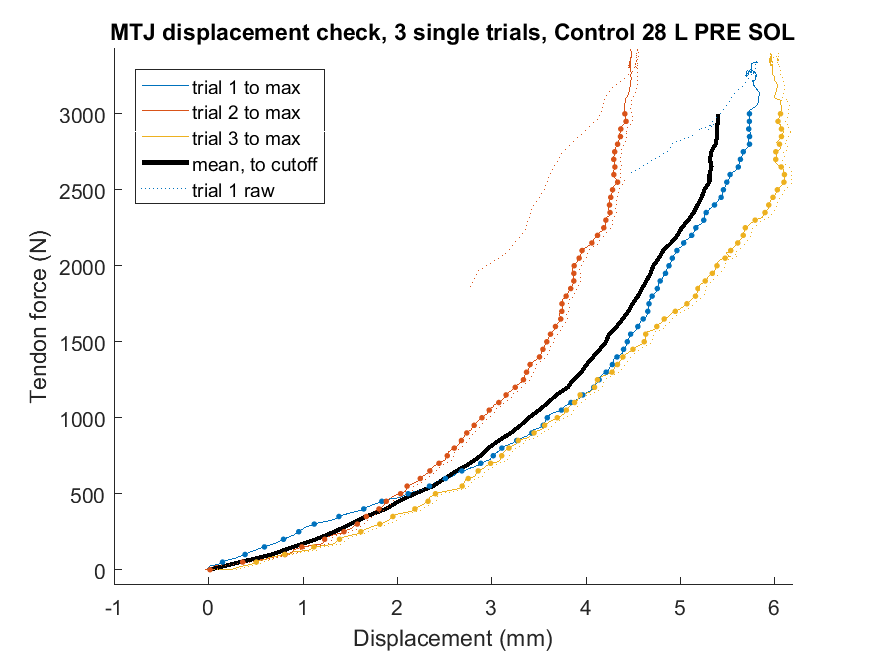 MTJ displacement check, 3 single trials, Control 28 L PRE SOL
trial 1 to max
trial 2 to max
trial 3 to max
mean, to cutoff
trial 1 raw
Tendon force (N)
3000
2500
2000
1500
1000
500
0
-1 0 1 2 3 4 5 6
Displacement (mm)